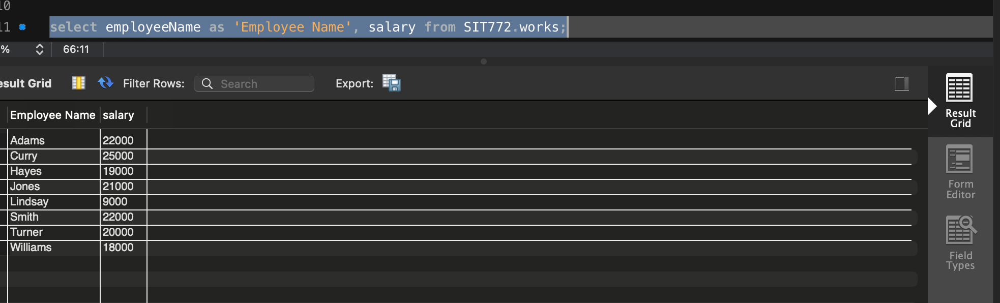 10
11 select employeeName as 'Employee Name', salary from SIT772.works;
% 66:11
esult Grid Filter Rows: Search Export:
Employee Name salary
Adams 22000
Curry 25000
Hayes 19000
Jones 21000
Lindsay 9000
Smith 22000
Turner 20000
Williams 18000
Result
Grid
Form
Editor
Field
Types